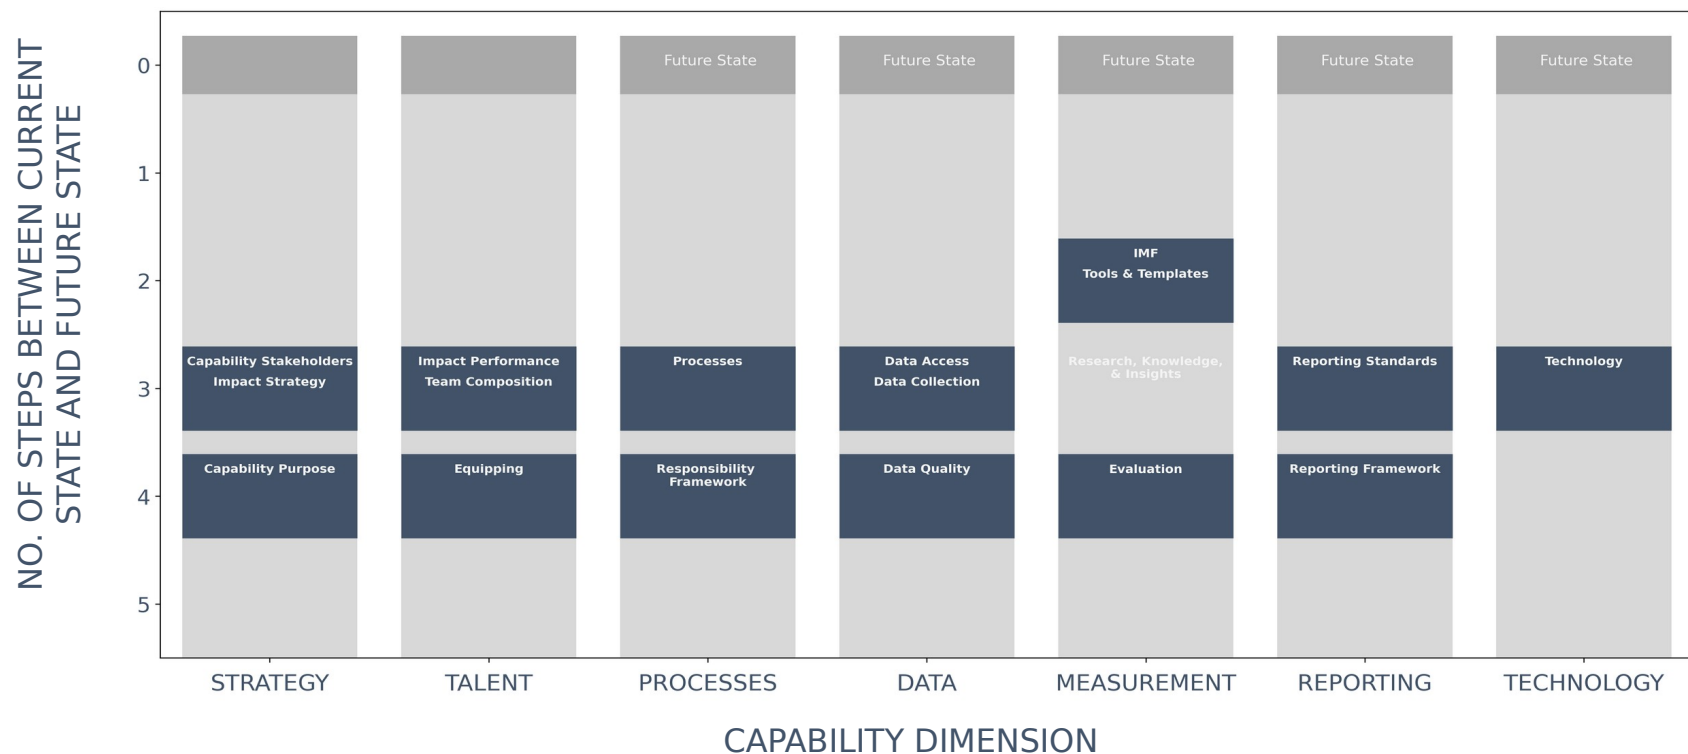 NO. OF STEPS BETWEEN CURRENT
STATE AND FUTURE STATE
0
1
2
3
4
5
Future State
Future State
Future State
Future State
Future State
IMF
Tools & Templates
Capability Stakeholders
Impact Strategy
Impact Performance
Team Composition
Processes
Data Access
Data Collection
Research, Knowledge,
& Insights
Reporting Standards
Technology
Capability Purpose
Equipping
Responsibility
Framework
Data Quality
Evaluation
Reporting Framework
STRATEGY
TALENT
PROCESSES
DATA
MEASUREMENT
REPORTING
TECHNOLOGY
CAPABILITY DIMENSION